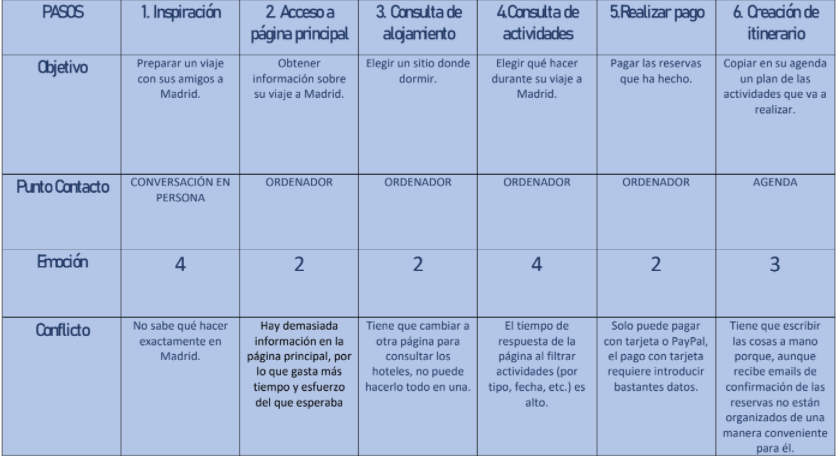 PASOS
1. Inspiración
2. Acceso a
página principal
3. Consulta de
alojamiento
4.Consulta de
actividades
5.Realizar pago
6. Creación de
itinerario
Objetivo
Preparar un viaje
con sus amigos a
Madrid.
Obtener
información sobre
su viaje a Madrid.
Elegir un sitio donde
dormir.
Elegir qué hacer
durante su viaje a
Madrid.
Pagar las reservas
que ha hecho.
Copiar en su agenda
un plan de las
actividades que va a
realizar.
Punto Contacto
CONVERSACIÓN EN
PERSONA
ORDENADOR
ORDENADOR
ORDENADOR
ORDENADOR
AGENDA
Emoción
4
2
2
4
2
3
Conflicto
No sabe qué hacer
exactamente en
Madrid.
Hay demasiada
información en la
página principal, por
lo que gasta más
tiempo y esfuerzo
del que esperaba
Tiene que cambiar a
otra página para
consultar los
hoteles, no puede
hacerlo todo en una.
El tiempo de
respuesta de la
página al filtrar
actividades (por
tipo, fecha, etc.) es
alto.
Solo puede pagar
con tarjeta o PayPal,
el pago con tarjeta
requiere introducir
bastantes datos.
Tiene que escribir
las cosas a mano
porque, aunque
recibe emails de
confirmación de las
reservas no están
organizados de una
manera conveniente
para él.